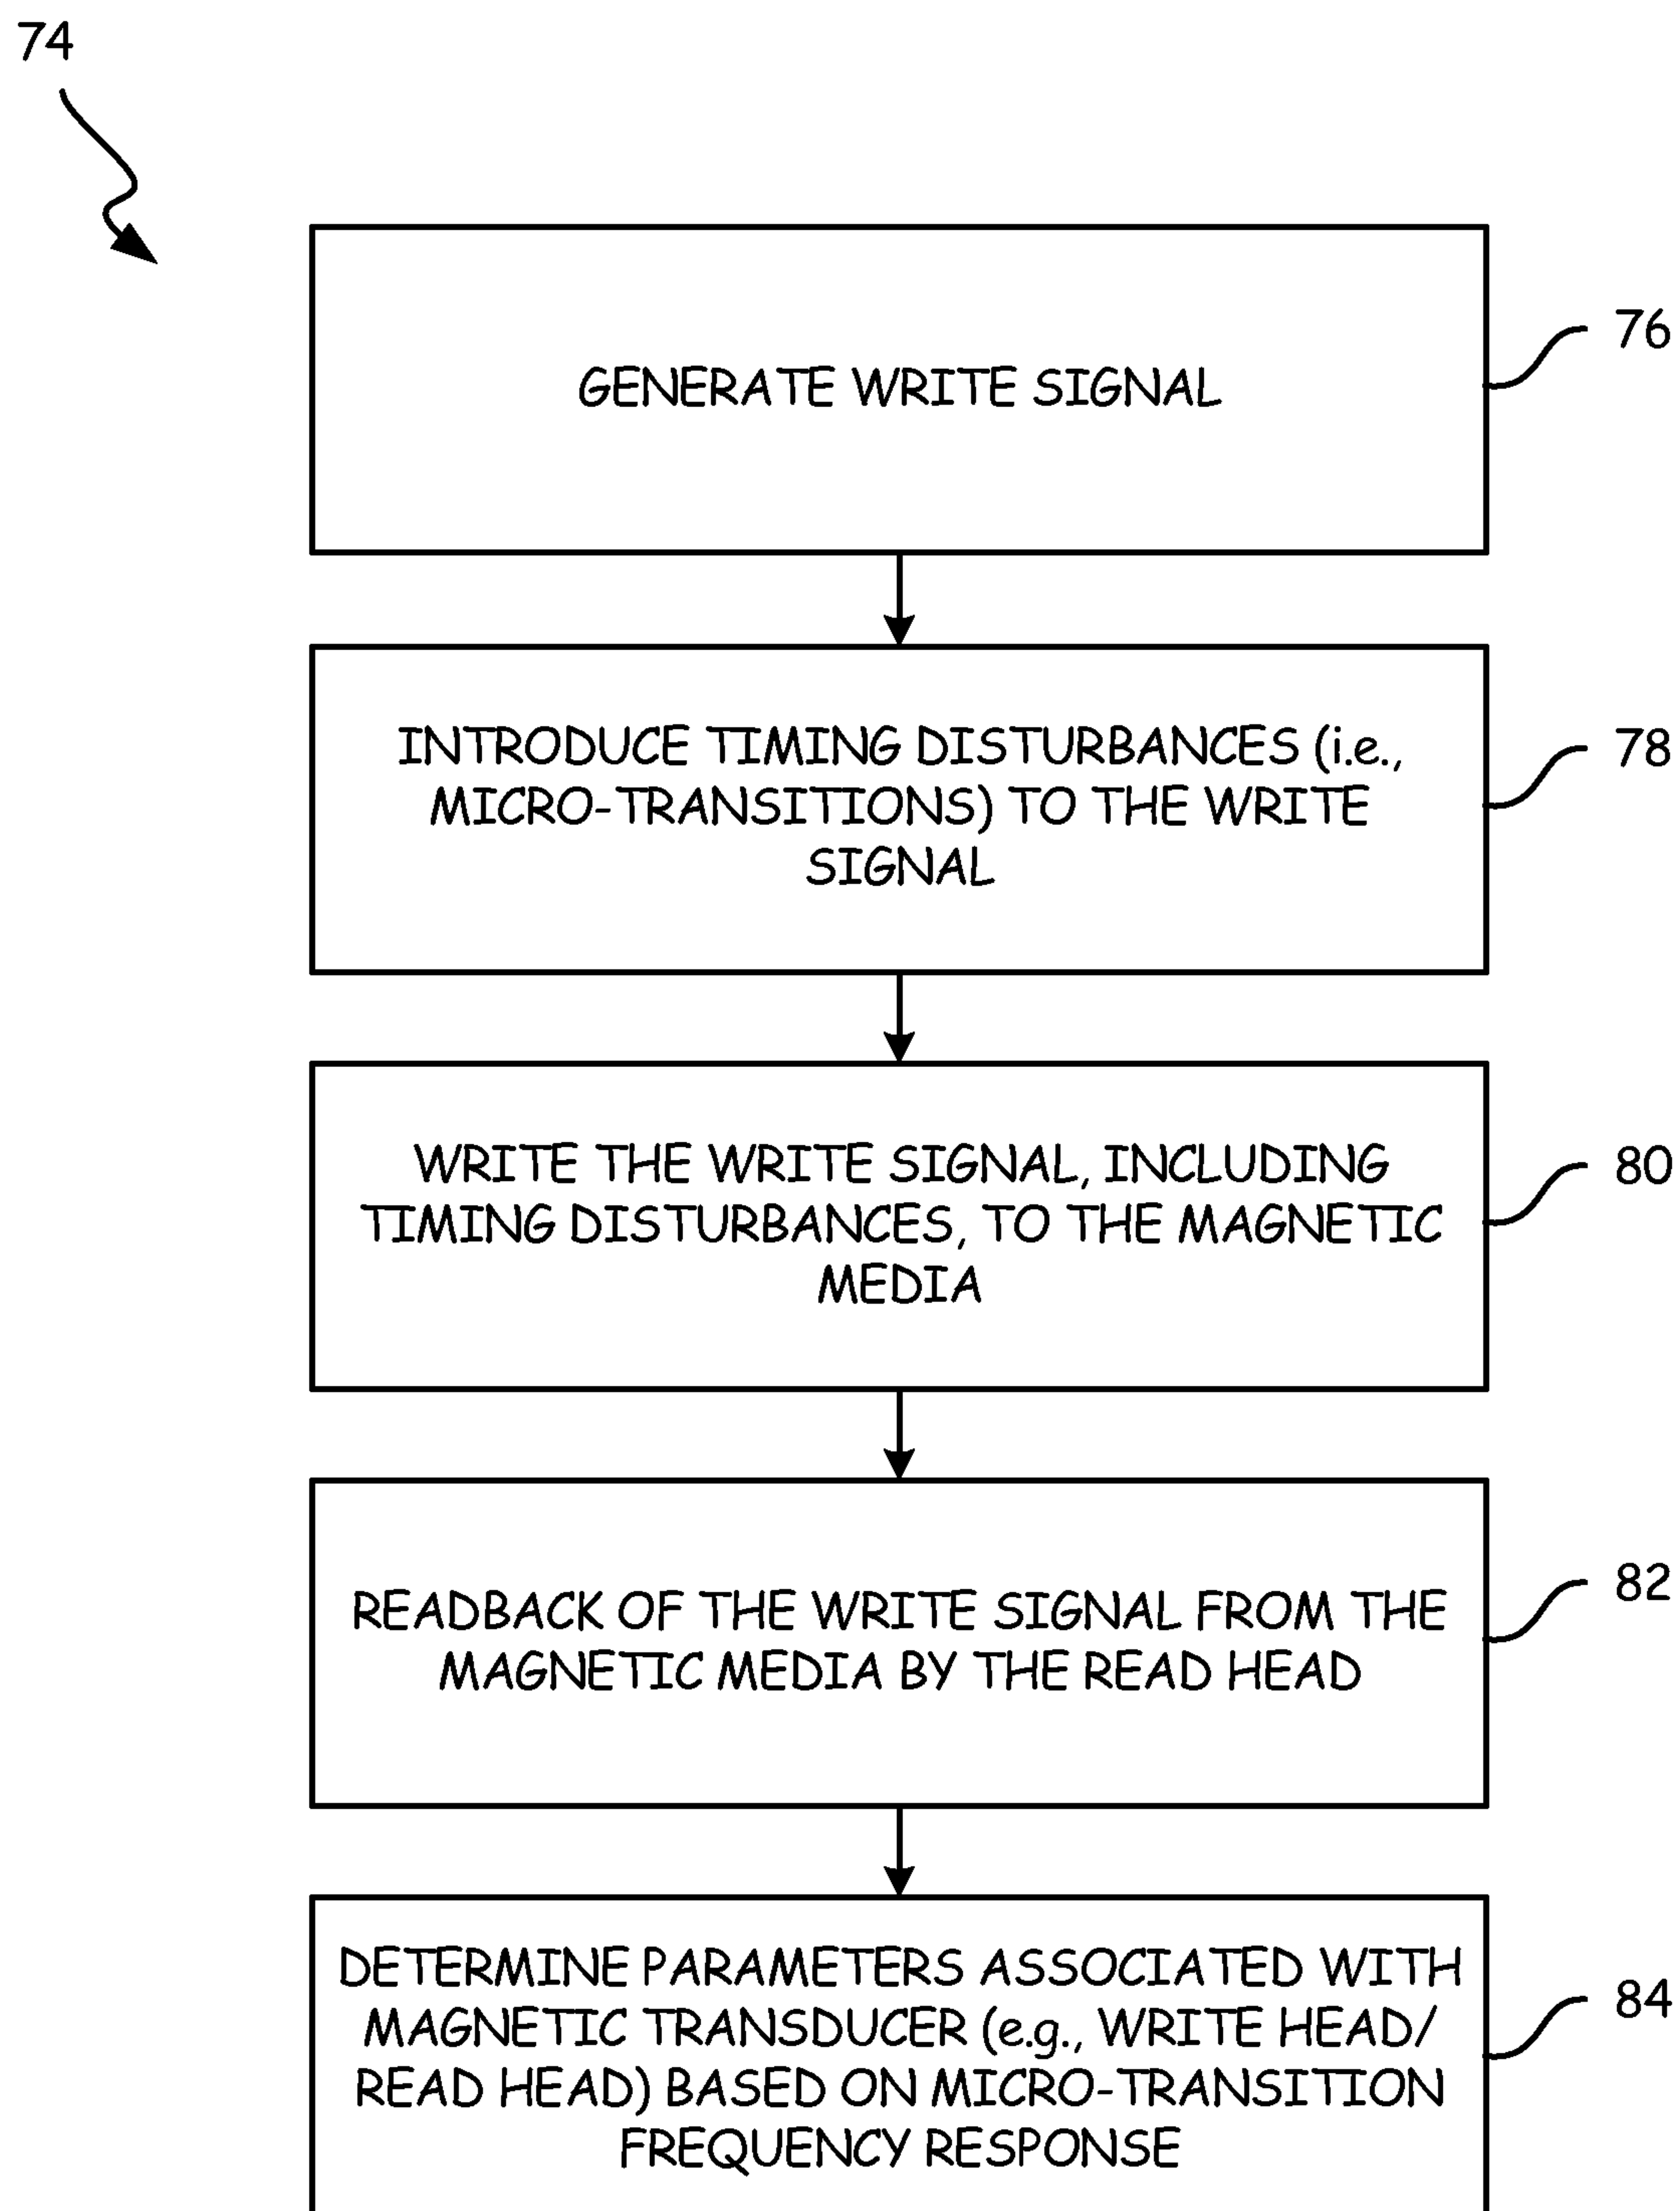 74
GENERATE WRITE SIGNAL
76
INTRODUCE TIMING DISTURBANCES (i.e.,
MICRO-TRANSITIONS) TO THE WRITE
SIGNAL
78
WRITE THE WRITE SIGNAL, INCLUDING
TIMING DISTURBANCES, TO THE MAGNETIC
MEDIA
80
READBACK OF THE WRITE SIGNAL FROM THE
MAGNETIC MEDIA BY THE READ HEAD
82
DETERMINE PARAMETERS ASSOCIATED WITH
MAGNETIC TRANSDUCER (e.g., WRITE HEAD/
READ HEAD) BASED ON MICRO-TRANSITION
FREQUENCY RESPONSE
84